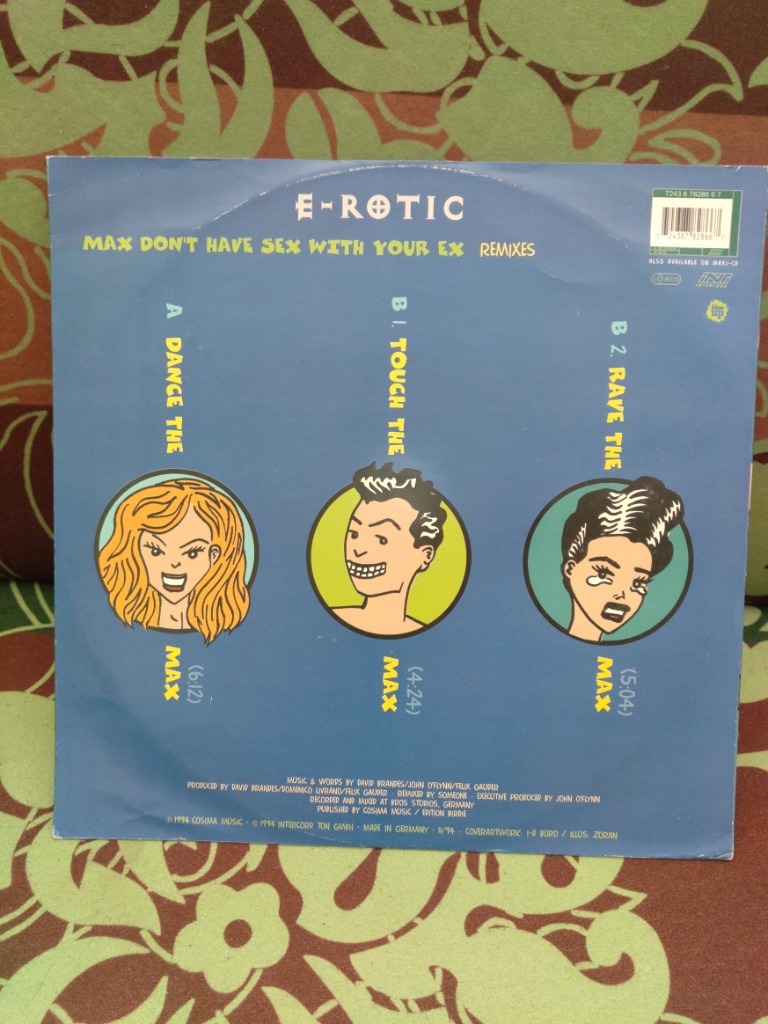 E-ROTIC
7243 8 78286 6 7
MAX DON'T HAVE SEX WITH YOUR EX REMIXES
ALSO AVAILABLE ON MAXI-CD
INT
INTERCORD
A DANCE THE MAX (6:12)
B 1. TOUCH THE MAX (4:24)
B 2. RAVE THE MAX (5:04)
MUSIC & WORDS BY DAVID BRANDES/JOHN O'FLYNN/FELIX GAUDER
PRODUCED BY DAVID BRANDES/DOMENICO LIVRANO/FELIX GAUDER · REMIXED BY SOMEONE · EXECUTIVE PRODUCED BY JOHN O'FLYNN
RECORDED AND MIXED AT BROS STUDIOS, GERMANY
PUBLISHED BY COSIMA MUSIC / EDITION BIRDIE
℗ 1994 COSIMA MUSIC · © 1994 INTERCORD TON GMBH · MADE IN GERMANY · 11/94 · COVERARTWORK: I-D BÜRO / ILLUS: ZORAN